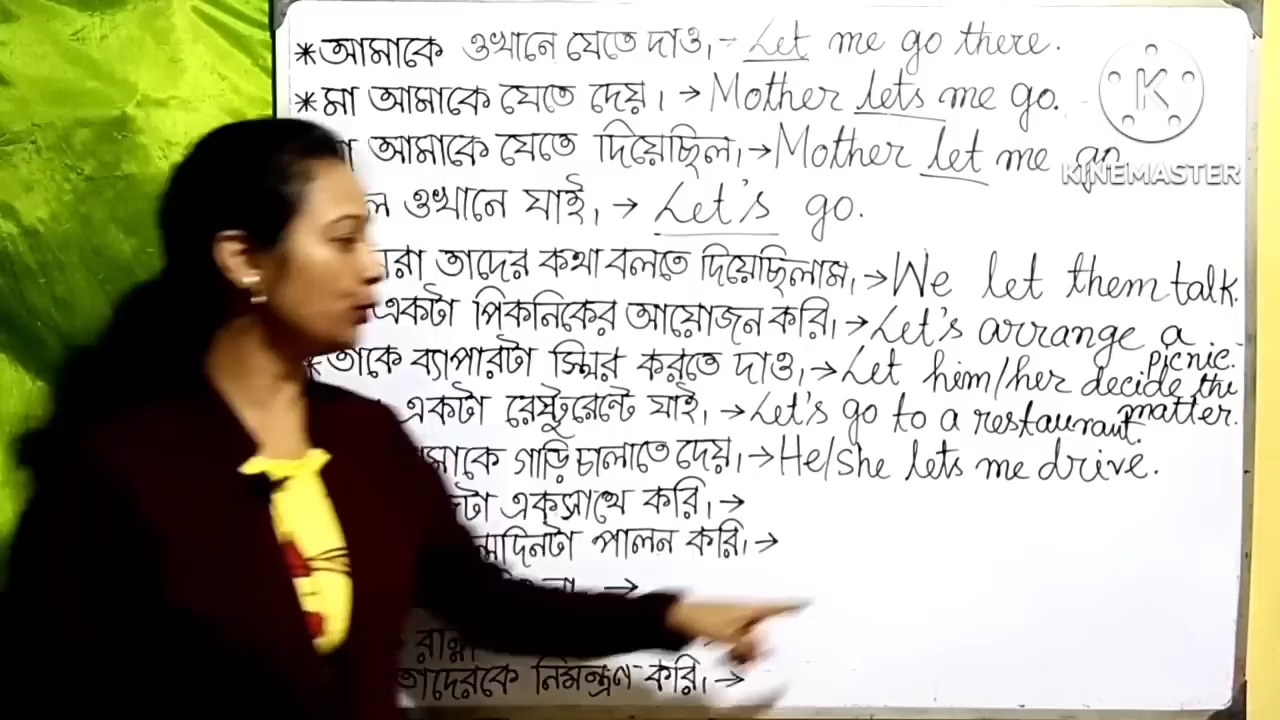 * আমাকে ওখানে যেতে দাও। - Let me go there.
* মা আমাকে যেতে দেয়। → Mother lets me go.
আমাকে যেতে দিয়েছিল। → Mother let me go
ওখানে যাই। → Let's go.
তাদের কথা বলতে দিয়েছিলাম। → We let them talk.
একটা পিকনিকের আয়োজন করি। → Let's arrange a picnic.
* তাকে ব্যাপারটা স্থির করতে দাও। → Let him/her decide the matter.
একটা রেষ্টুরেন্টে যাই। → Let's go to a restaurant.
গাড়ি চালাতে দেয়। → He/She lets me drive.
একসাথে করি। →
পালন করি। →
→
রান্না
তাদেরকে নিমন্ত্রণ করি। →
K
KINEMASTER